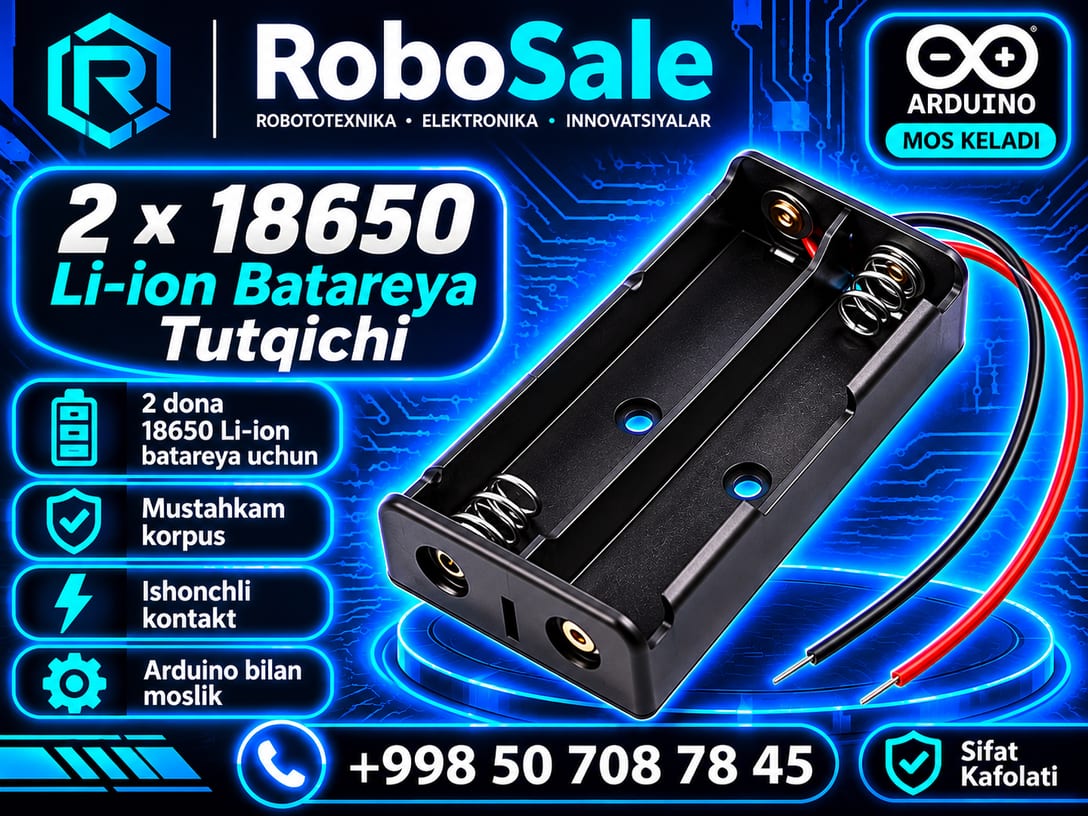 RoboSale
ROBOTOTEXNIKA • ELEKTRONIKA • INNOVATSIYALAR
ARDUINO
MOS KELADI
2 x 18650
Li-ion Batareya
Tutqichi
2 dona
18650 Li-ion
batareya uchun
Mustahkam
korpus
Ishonchli
kontakt
Arduino bilan
moslik
+998 50 708 78 45
Sifat
Kafolati